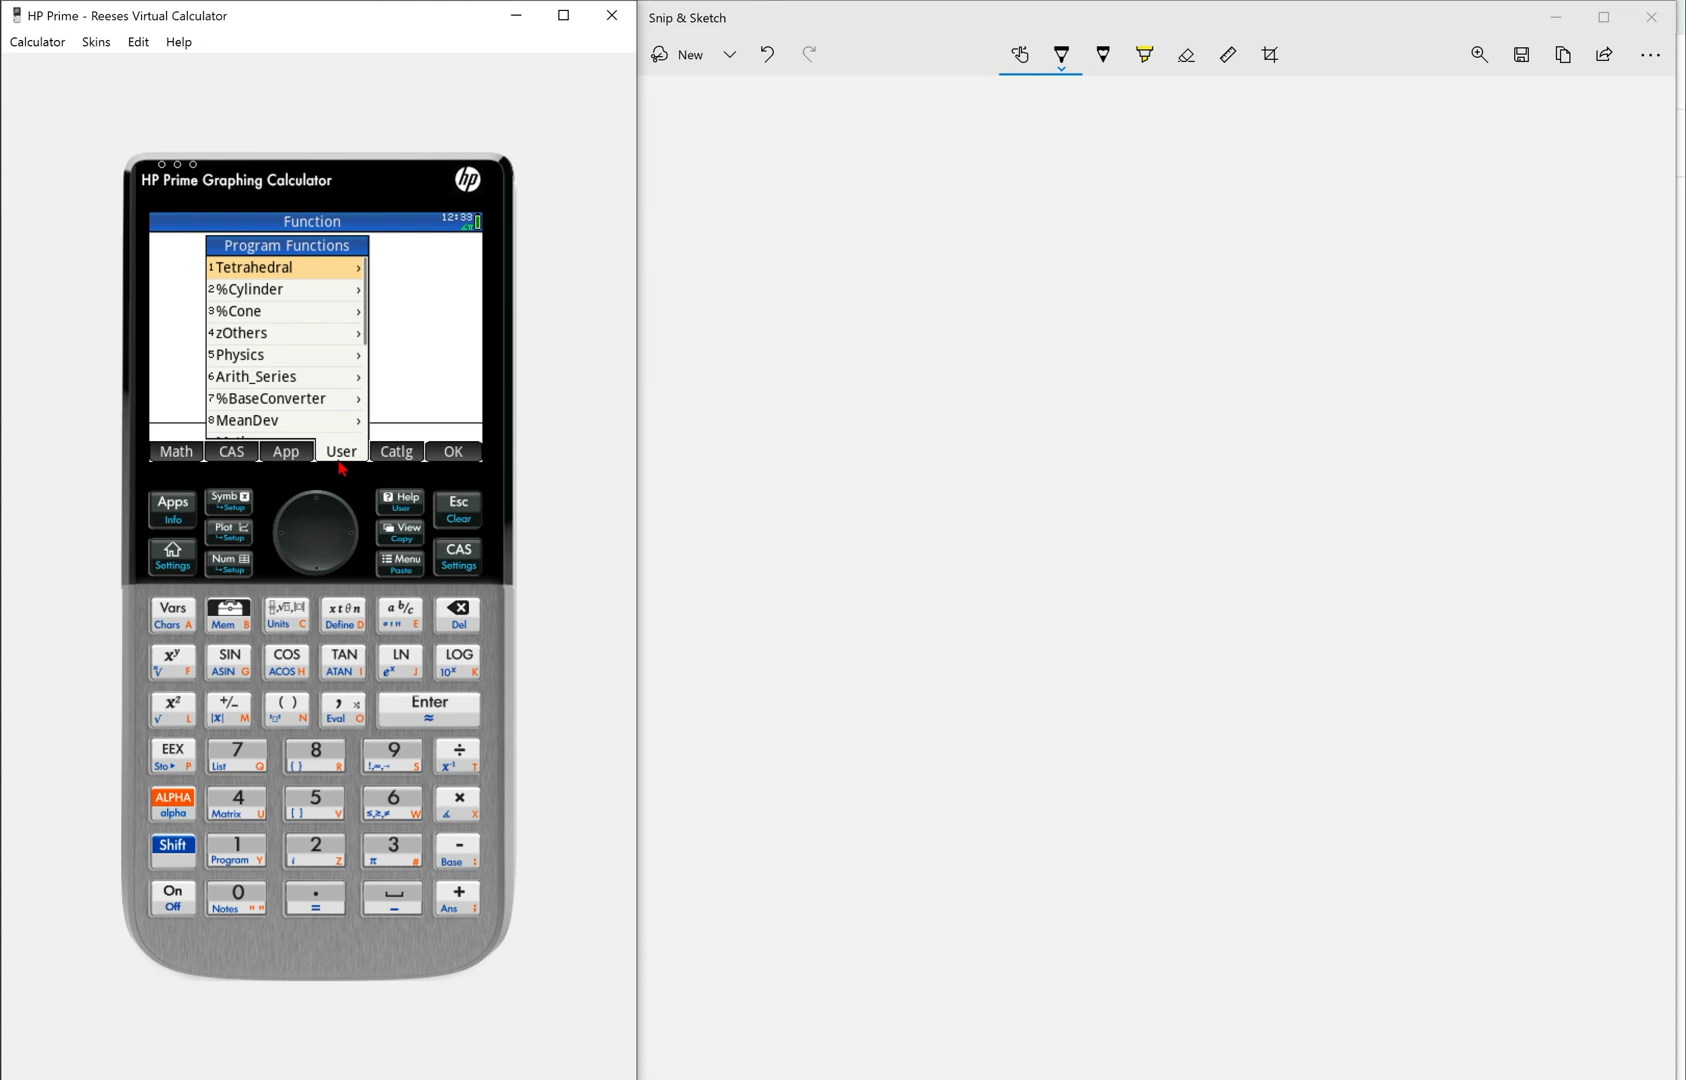 HP Prime - Reeses Virtual Calculator
Calculator Skins Edit Help
Snip & Sketch
New
HP Prime Graphing Calculator
hp
Function 12:33
Program Functions
1 Tetrahedral
2 %Cylinder
3 %Cone
4 zOthers
5 Physics
6 Arith_Series
7 %BaseConverter
8 MeanDev
Math CAS App User Catlg OK
Apps Symb Help Esc
Info Setup User Clear
Plot View
Setup Copy
Settings Num Menu CAS
Setup Paste Settings
Vars x t θ n a b/c
Chars A Mem B Units C Define D E Del
xʸ SIN COS TAN LN LOG
F ASIN G ACOS H ATAN I eˣ J 10ˣ K
x² +/- ( ) , Enter
√ L |x| M N Eval O ≈
EEX 7 8 9 ÷
Sto ▸ P List Q { } R !,∞,→ S x⁻¹ T
ALPHA 4 5 6 ×
alpha Matrix U [ ] V ≤,≥,≠ W ∡ X
Shift 1 2 3 -
Program Y i Z π # Base :
On 0 . +
Off Notes " " = _ Ans ;